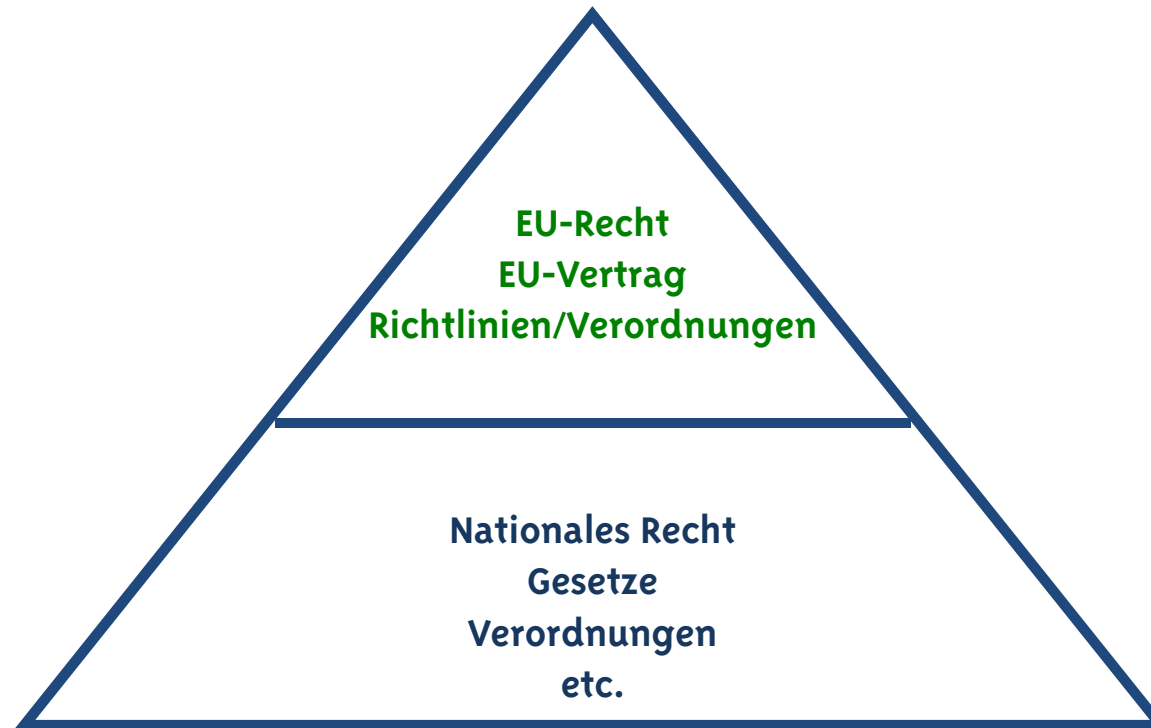 EU-Recht
EU-Vertrag
Richtlinien/Verordnungen
Nationales Recht
Gesetze
Verordnungen
etc.